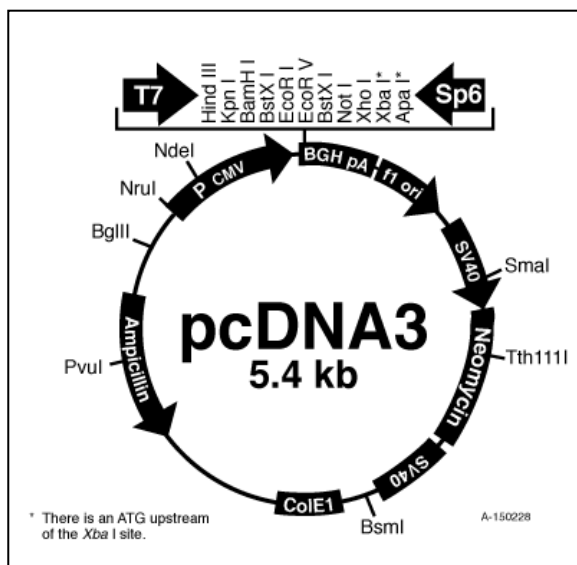 T7
Hind III
Kpn I
BamH I
BstX I
EcoR I
EcoR V
BstX I
Not I
Xho I
Xba I*
Apa I*
Sp6
NdeI
NruI
BglII
PvuI
P CMV
BGH pA
f1 ori
SV40
SmaI
Neomycin
Tth111I
SV40
BsmI
ColE1
Ampicillin
pcDNA3
5.4 kb
* There is an ATG upstream
of the Xba I site.
A-150228